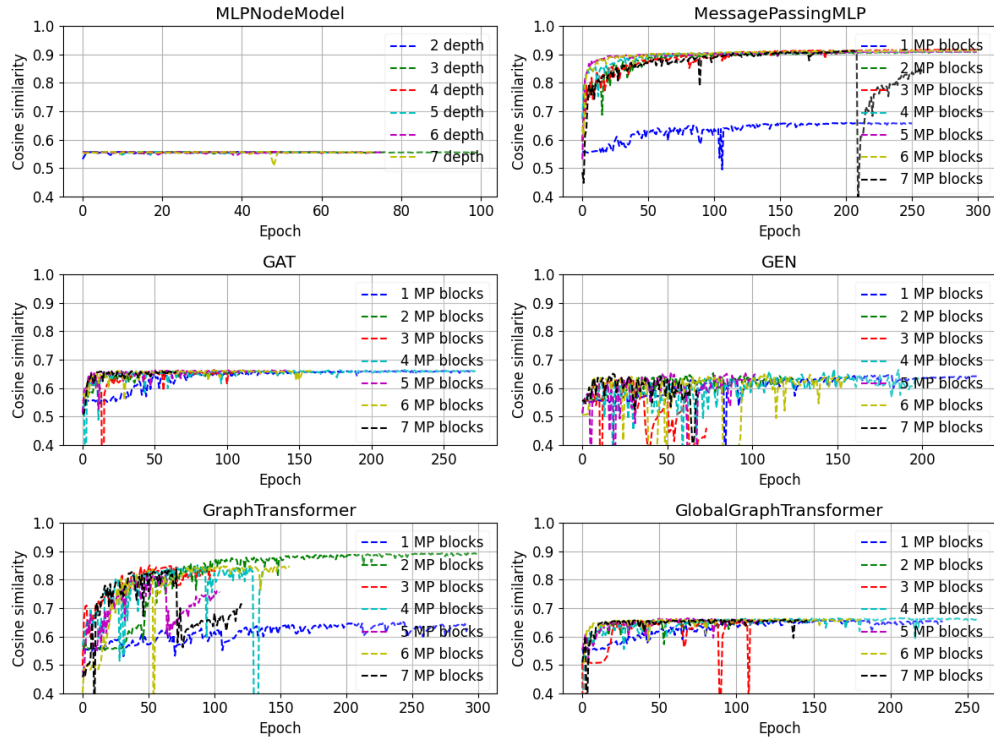 MLPNodeModel
1.0
0.9
0.8
0.7
0.6
0.5
0.4
Cosine similarity
0
20
40
60
80
100
Epoch
2 depth
3 depth
4 depth
5 depth
6 depth
7 depth
MessagePassingMLP
1.0
0.9
0.8
0.7
0.6
0.5
0.4
Cosine similarity
0
50
100
150
200
250
300
Epoch
1 MP blocks
2 MP blocks
3 MP blocks
4 MP blocks
5 MP blocks
6 MP blocks
7 MP blocks
GAT
1.0
0.9
0.8
0.7
0.6
0.5
0.4
Cosine similarity
0
50
100
150
200
250
Epoch
1 MP blocks
2 MP blocks
3 MP blocks
4 MP blocks
5 MP blocks
6 MP blocks
7 MP blocks
GEN
1.0
0.9
0.8
0.7
0.6
0.5
0.4
Cosine similarity
0
50
100
150
200
Epoch
1 MP blocks
2 MP blocks
3 MP blocks
4 MP blocks
5 MP blocks
6 MP blocks
7 MP blocks
GraphTransformer
1.0
0.9
0.8
0.7
0.6
0.5
0.4
Cosine similarity
0
50
100
150
200
250
300
Epoch
1 MP blocks
2 MP blocks
3 MP blocks
4 MP blocks
5 MP blocks
6 MP blocks
7 MP blocks
GlobalGraphTransformer
1.0
0.9
0.8
0.7
0.6
0.5
0.4
Cosine similarity
0
50
100
150
200
250
Epoch
1 MP blocks
2 MP blocks
3 MP blocks
4 MP blocks
5 MP blocks
6 MP blocks
7 MP blocks